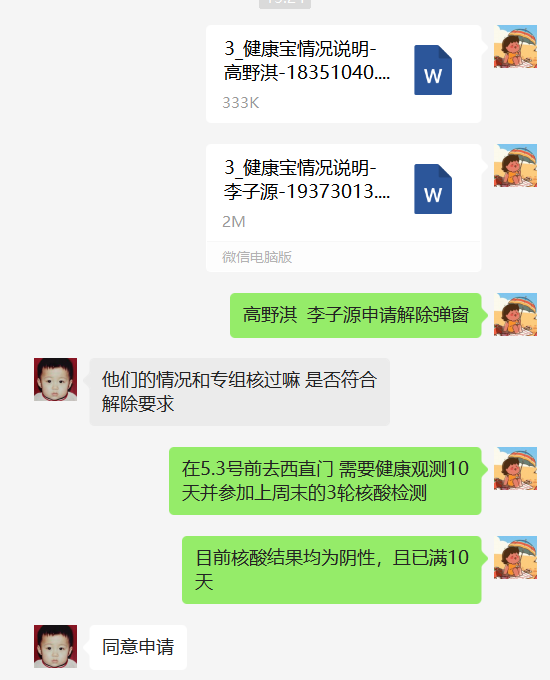 3_健康宝情况说明-
高野淇-18351040....
333K
W
3_健康宝情况说明-
李子源-19373013....
2M
W
微信电脑版
高野淇 李子源申请解除弹窗
他们的情况和专组核过嘛 是否符合
解除要求
在5.3号前去西直门 需要健康观测10
天并参加上周末的3轮核酸检测
目前核酸结果均为阴性，且已满10
天
同意申请